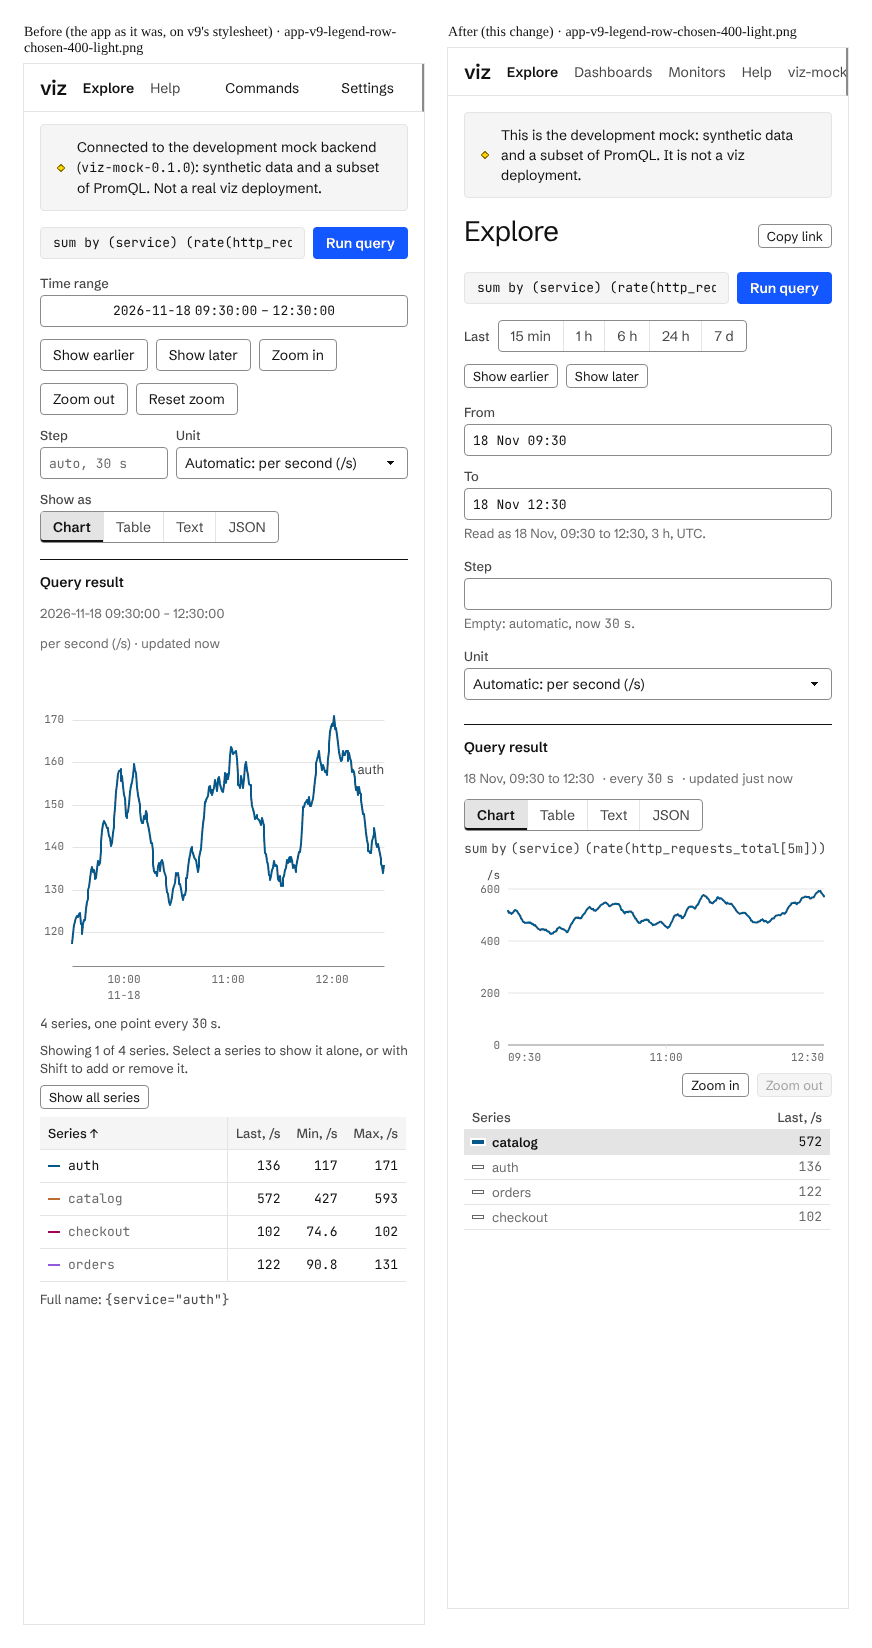 Before (the app as it was, on v9's stylesheet) · app-v9-legend-row-
chosen-400-light.png
viz Explore Help Commands Settings
Connected to the development mock backend
(viz-mock-0.1.0): synthetic data and a subset
of PromQL. Not a real viz deployment.
sum by (service) (rate(http_rec Run query
Time range
2026-11-18 09:30:00 – 12:30:00
Show earlier Show later Zoom in
Zoom out Reset zoom
Step Unit
auto, 30 s Automatic: per second (/s)
Show as
Chart Table Text JSON
Query result
2026-11-18 09:30:00 – 12:30:00
per second (/s) · updated now
170
160
auth
150
140
130
120
10:00 11:00 12:00
11-18
4 series, one point every 30 s.
Showing 1 of 4 series. Select a series to show it alone, or with
Shift to add or remove it.
Show all series
Series ↑ Last, /s Min, /s Max, /s
auth 136 117 171
catalog 572 427 593
checkout 102 74.6 102
orders 122 90.8 131
Full name: {service="auth"}
After (this change) · app-v9-legend-row-chosen-400-light.png
viz Explore Dashboards Monitors Help viz-mock
This is the development mock: synthetic data
and a subset of PromQL. It is not a viz
deployment.
Explore Copy link
sum by (service) (rate(http_rec Run query
Last 15 min 1 h 6 h 24 h 7 d
Show earlier Show later
From
18 Nov 09:30
To
18 Nov 12:30
Read as 18 Nov, 09:30 to 12:30, 3 h, UTC.
Step
Empty: automatic, now 30 s.
Unit
Automatic: per second (/s)
Query result
18 Nov, 09:30 to 12:30 · every 30 s · updated just now
Chart Table Text JSON
sum by (service) (rate(http_requests_total[5m]))
/s
600
400
200
0
09:30 11:00 12:30
Zoom in Zoom out
Series Last, /s
catalog 572
auth 136
orders 122
checkout 102